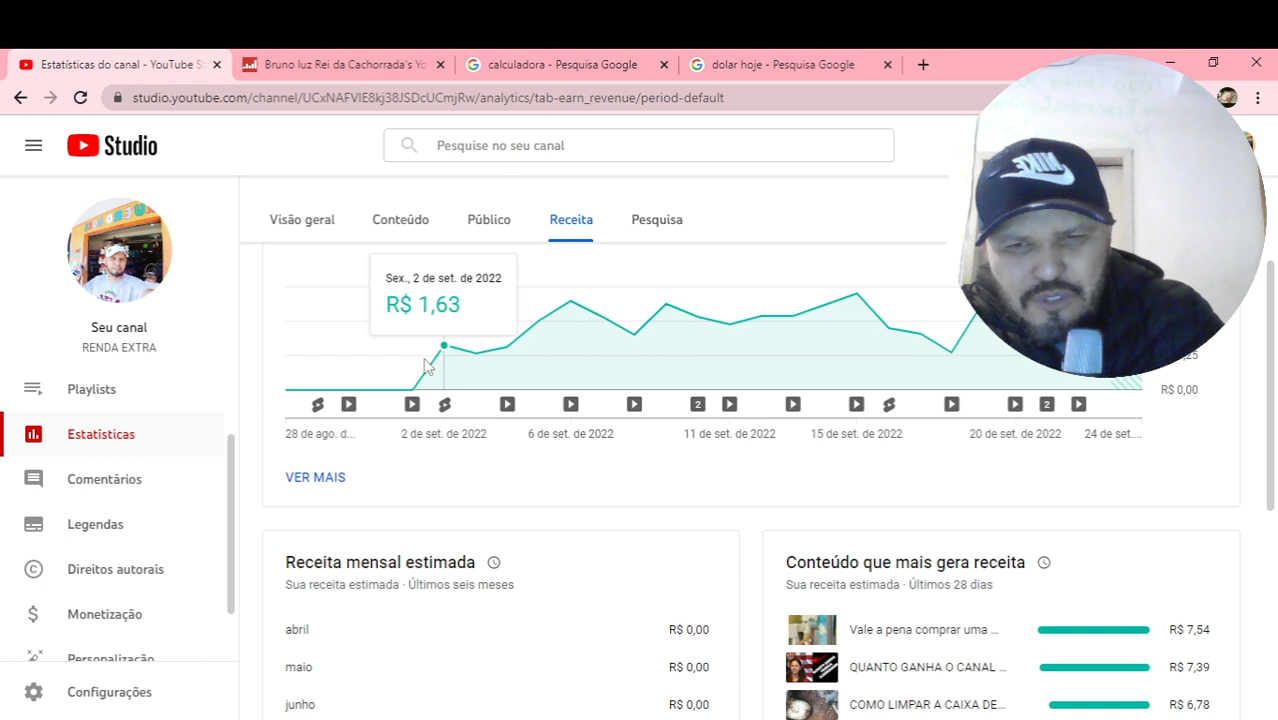 Estatísticas do canal - YouTube S
Bruno luz Rei da Cachorrada's Yo
calculadora - Pesquisa Google
dolar hoje - Pesquisa Google
studio.youtube.com/channel/UCxNAFVIE8kj38JSDcUCmjRw/analytics/tab-earn_revenue/period-default
Studio
Pesquise no seu canal
Visão geral
Conteúdo
Público
Receita
Pesquisa
NIKE
Seu canal
RENDA EXTRA
Playlists
Estatísticas
Comentários
Legendas
Direitos autorais
Monetização
Personalização
Configurações
Sex., 2 de set. de 2022
R$ 1,63
R$ 0,00
2
2
28 de ago. d...
2 de set. de 2022
6 de set. de 2022
11 de set. de 2022
15 de set. de 2022
20 de set. de 2022
24 de set....
VER MAIS
Receita mensal estimada
Sua receita estimada · Últimos seis meses
abril R$ 0,00
maio R$ 0,00
junho R$ 0,00
Conteúdo que mais gera receita
Sua receita estimada · Últimos 28 dias
Vale a pena comprar uma ... R$ 7,54
QUANTO GANHA O CANAL ... R$ 7,39
COMO LIMPAR A CAIXA DE... R$ 6,78